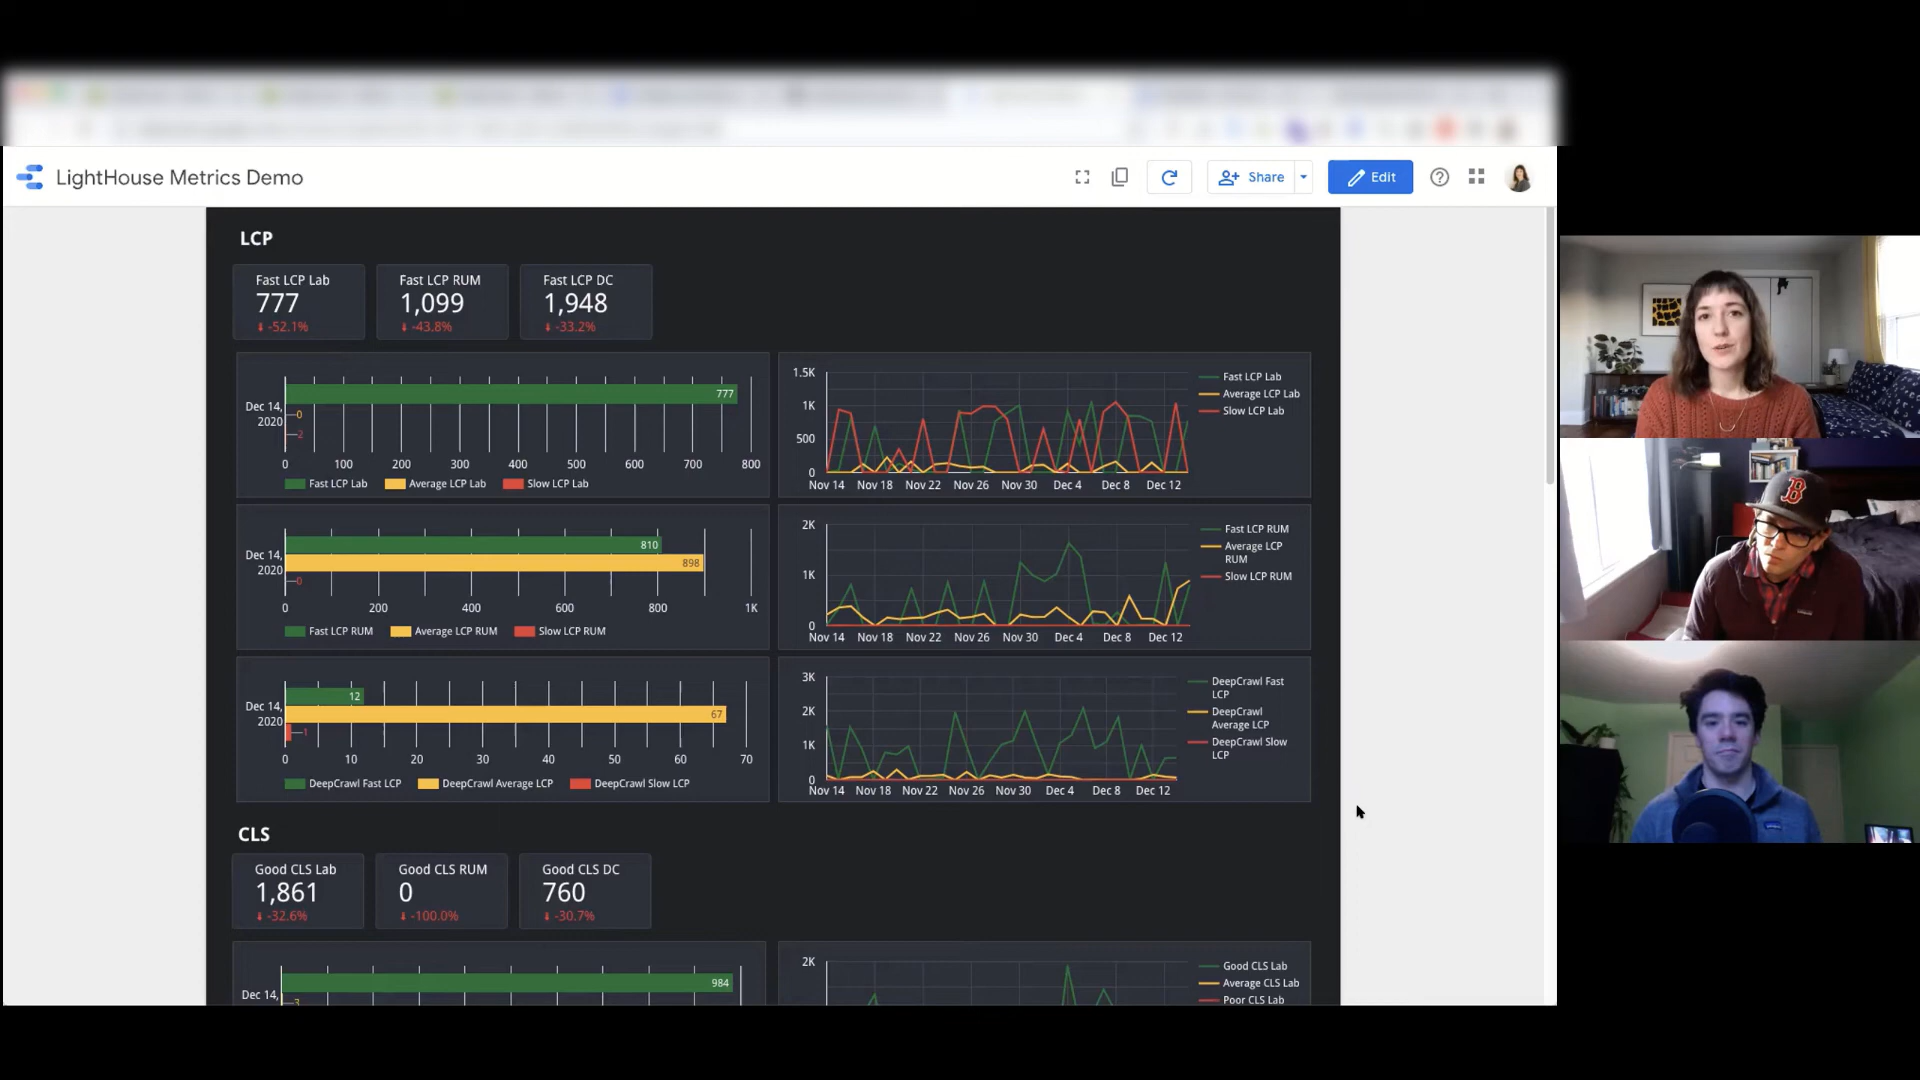 LightHouse Metrics Demo
Share
Edit
LCP
Fast LCP Lab
777
-52.1%
Fast LCP RUM
1,099
-43.8%
Fast LCP DC
1,948
-33.2%
777
Dec 14,
2020
0
2
0 100 200 300 400 500 600 700 800
Fast LCP Lab Average LCP Lab Slow LCP Lab
1.5K
1K
500
0
Nov 14 Nov 18 Nov 22 Nov 26 Nov 30 Dec 4 Dec 8 Dec 12
Fast LCP Lab
Average LCP Lab
Slow LCP Lab
810
Dec 14,
2020
898
0
0 200 400 600 800 1K
Fast LCP RUM Average LCP RUM Slow LCP RUM
2K
1K
0
Nov 14 Nov 18 Nov 22 Nov 26 Nov 30 Dec 4 Dec 8 Dec 12
Fast LCP RUM
Average LCP
RUM
Slow LCP RUM
12
Dec 14,
2020
67
1
0 10 20 30 40 50 60 70
DeepCrawl Fast LCP DeepCrawl Average LCP DeepCrawl Slow LCP
3K
2K
1K
0
Nov 14 Nov 18 Nov 22 Nov 26 Nov 30 Dec 4 Dec 8 Dec 12
DeepCrawl Fast
LCP
DeepCrawl
Average LCP
DeepCrawl Slow
LCP
CLS
Good CLS Lab
1,861
-32.6%
Good CLS RUM
0
-100.0%
Good CLS DC
760
-30.7%
984
Dec 14,
3
2K
Good CLS Lab
Average CLS Lab
Poor CLS Lab
B